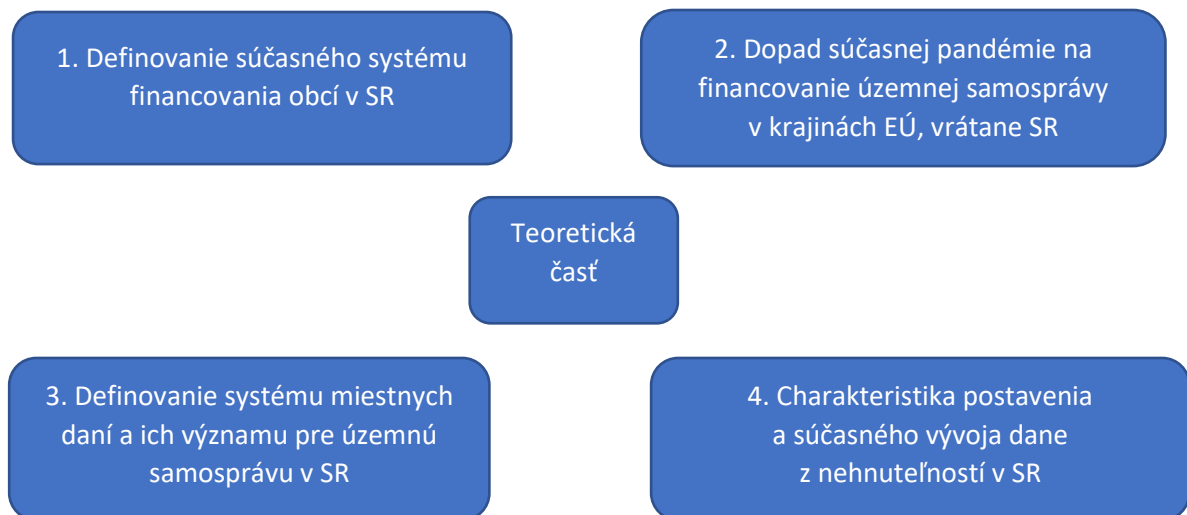 1. Definovanie súčasného systému
financovania obcí v SR
2. Dopad súčasnej pandémie na
financovanie územnej samosprávy
v krajinách EÚ, vrátane SR
Teoretická
časť
3. Definovanie systému miestnych
daní a ich významu pre územnú
samosprávu v SR
4. Charakteristika postavenia
a súčasného vývoja dane
z nehnuteľností v SR